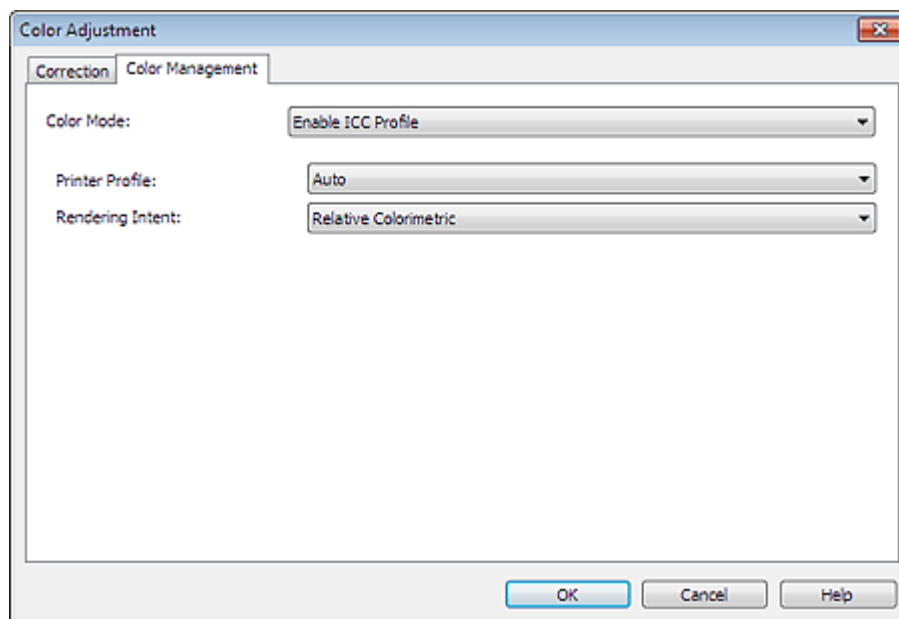 Color Adjustment
Correction Color Management
Color Mode: Enable ICC Profile
Printer Profile: Auto
Rendering Intent: Relative Colorimetric
OK Cancel Help